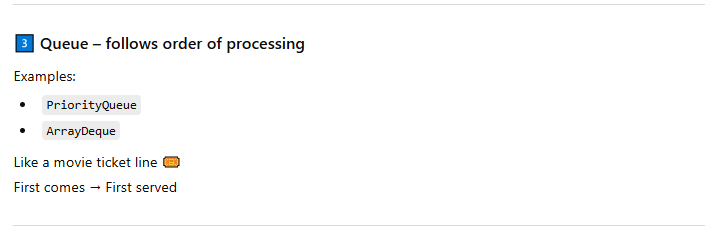 3 Queue – follows order of processing
Examples:
• PriorityQueue
• ArrayDeque
Like a movie ticket line 🎟️
First comes → First served